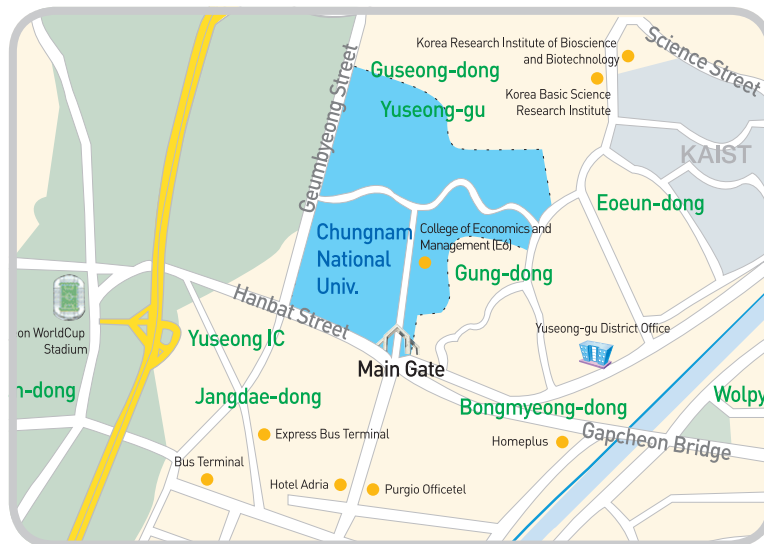 Korea Research Institute of Bioscience
and Biotechnology
Science Street
Guseong-dong
Korea Basic Science
Research Institute
Yuseong-gu
Geumbyeong Street
KAIST
Eoeun-dong
Chungnam
National
Univ.
College of Economics and
Management (E6)
Gung-dong
Hanbat Street
on WorldCup
Stadium
Yuseong IC
Yuseong-gu District Office
Main Gate
n-dong
Jangdae-dong
Bongmyeong-dong
Wolpy
Express Bus Terminal
Homeplus
Gapcheon Bridge
Bus Terminal
Hotel Adria
Purgio Officetel